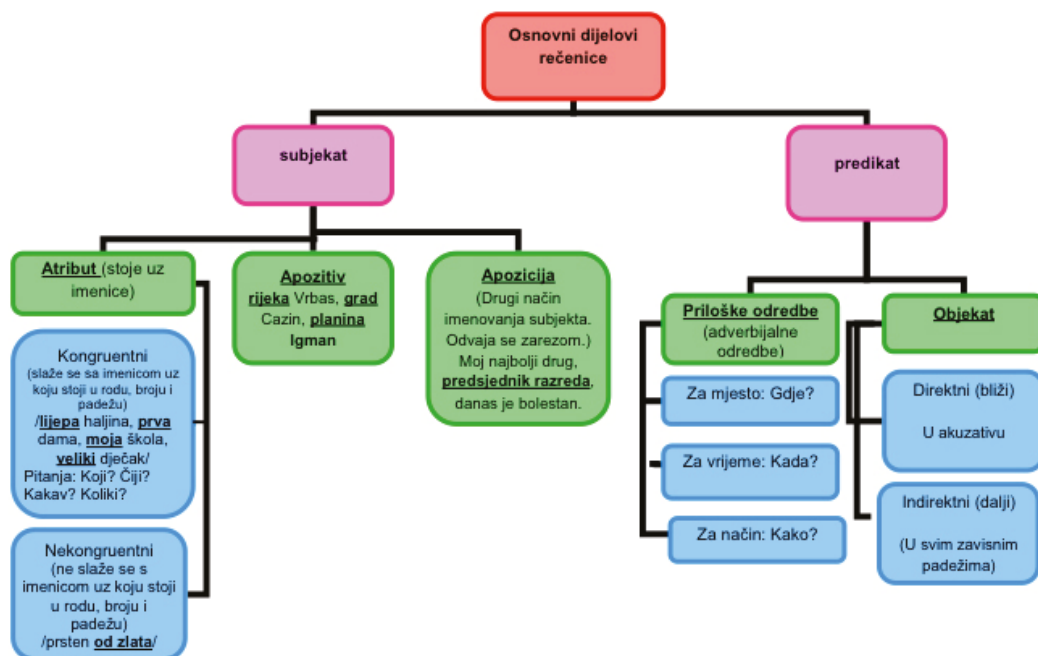 Osnovni dijelovi
rečenice
subjekat
predikat
Atribut (stoje uz
imenice)
Kongruentni
(slaže se sa imenicom uz
koju stoji u rodu, broju i
padežu)
/lijepa haljina, prva
dama, moja škola,
veliki dječak/
Pitanja: Koji? Čiji?
Kakav? Koliki?
Nekongruentni
(ne slaže se s
imenicom uz koju stoji
u rodu, broju i
padežu)
/prsten od zlata/
Apozitiv
rijeka Vrbas, grad
Cazin, planina
Igman
Apozicija
(Drugi način
imenovanja subjekta.
Odvaja se zarezom.)
Moj najbolji drug,
predsjednik razreda,
danas je bolestan.
Priloške odredbe
(adverbijalne
odredbe)
Za mjesto: Gdje?
Za vrijeme: Kada?
Za način: Kako?
Objekat
Direktni (bliži)
U akuzativu
Indirektni (dalji)
(U svim zavisnim
padežima)